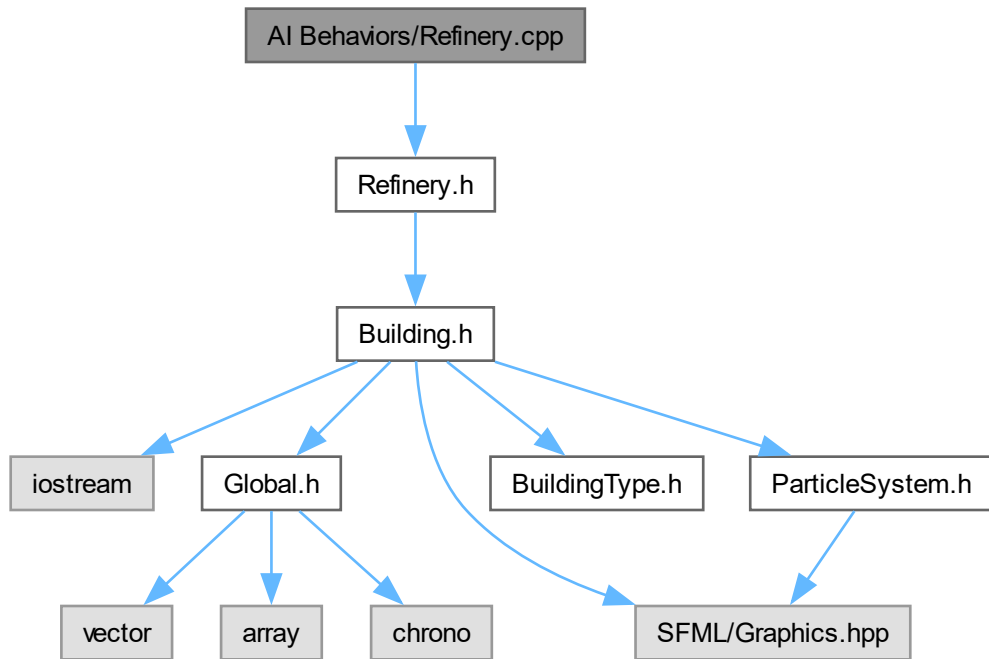 AI Behaviors/Refinery.cpp
Refinery.h
Building.h
iostream
Global.h
BuildingType.h
ParticleSystem.h
vector
array
chrono
SFML/Graphics.hpp